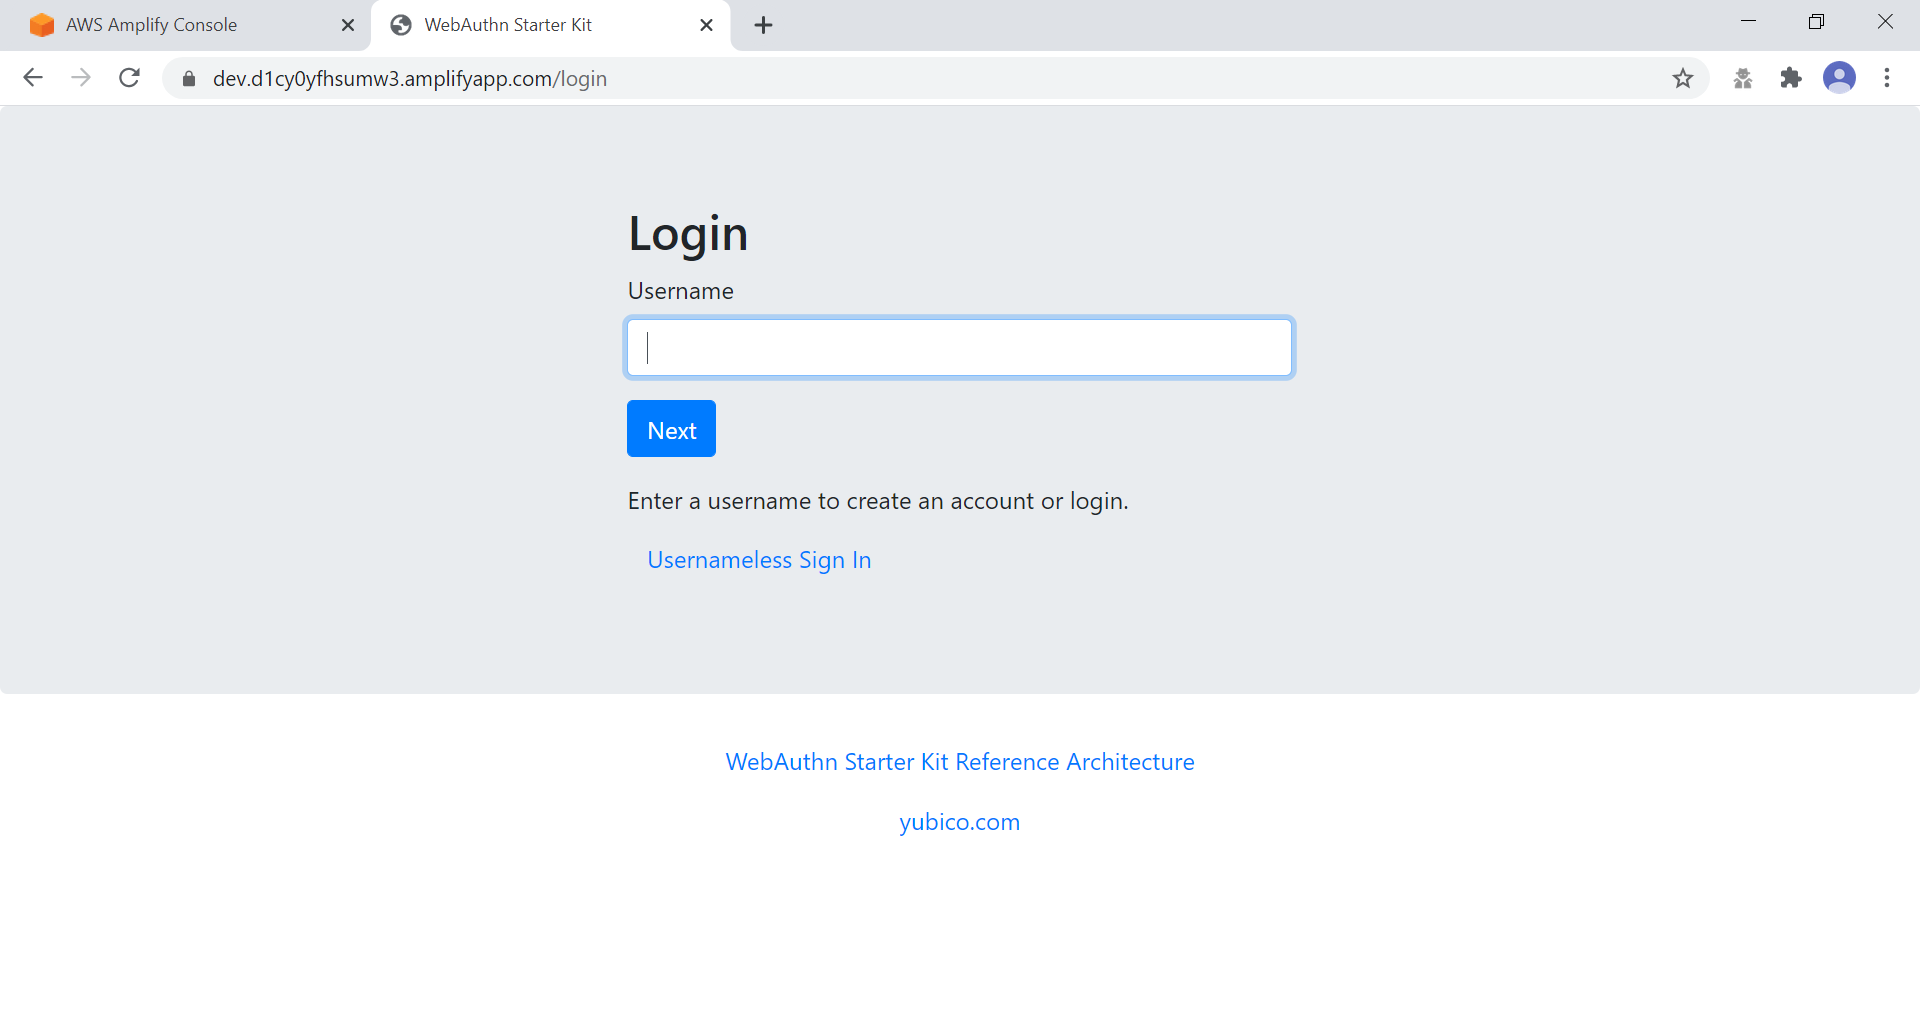 AWS Amplify Console
WebAuthn Starter Kit
dev.d1cy0yfhsumw3.amplifyapp.com/login
Login
Username
Next
Enter a username to create an account or login.
Usernameless Sign In
WebAuthn Starter Kit Reference Architecture
yubico.com